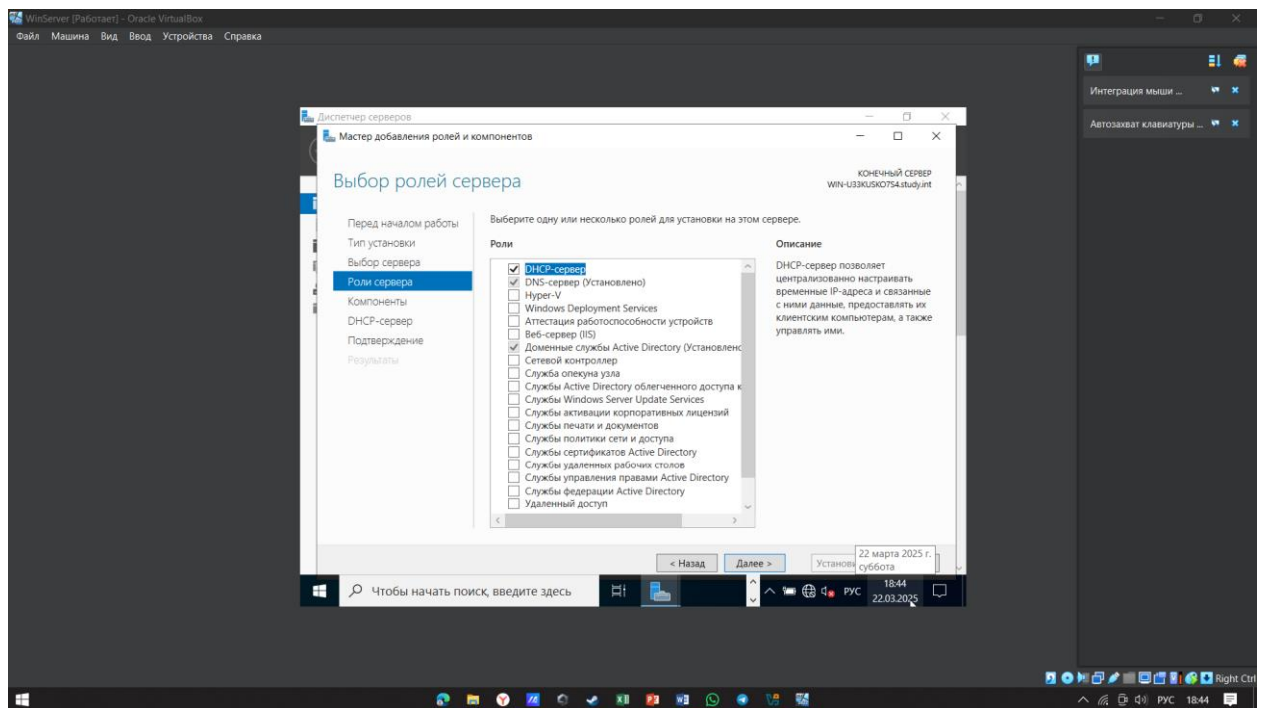 WinServer [Работает] - Oracle VirtualBox
Файл Машина Вид Ввод Устройства Справка
Интеграция мыши ...
Автозахват клавиатуры ...
Диспетчер серверов
Мастер добавления ролей и компонентов
Выбор ролей сервера
КОНЕЧНЫЙ СЕРВЕР
WIN-U33KUSKO7S4.study.int
Перед началом работы
Тип установки
Выбор сервера
Роли сервера
Компоненты
DHCP-сервер
Подтверждение
Результаты
Выберите одну или несколько ролей для установки на этом сервере.
Роли
DHCP-сервер
DNS-сервер (Установлено)
Hyper-V
Windows Deployment Services
Аттестация работоспособности устройств
Веб-сервер (IIS)
Доменные службы Active Directory (Установленс
Сетевой контроллер
Служба опекуна узла
Службы Active Directory облегченного доступа к
Службы Windows Server Update Services
Службы активации корпоративных лицензий
Службы печати и документов
Службы политики сети и доступа
Службы сертификатов Active Directory
Службы удаленных рабочих столов
Службы управления правами Active Directory
Службы федерации Active Directory
Удаленный доступ
Описание
DHCP-сервер позволяет
централизованно настраивать
временные IP-адреса и связанные
с ними данные, предоставлять их
клиентским компьютерам, а также
управлять ими.
< Назад Далее > Установ
22 марта 2025 г.
суббота
Чтобы начать поиск, введите здесь
РУС
18:44
22.03.2025
Right Ctrl
РУС 18:44